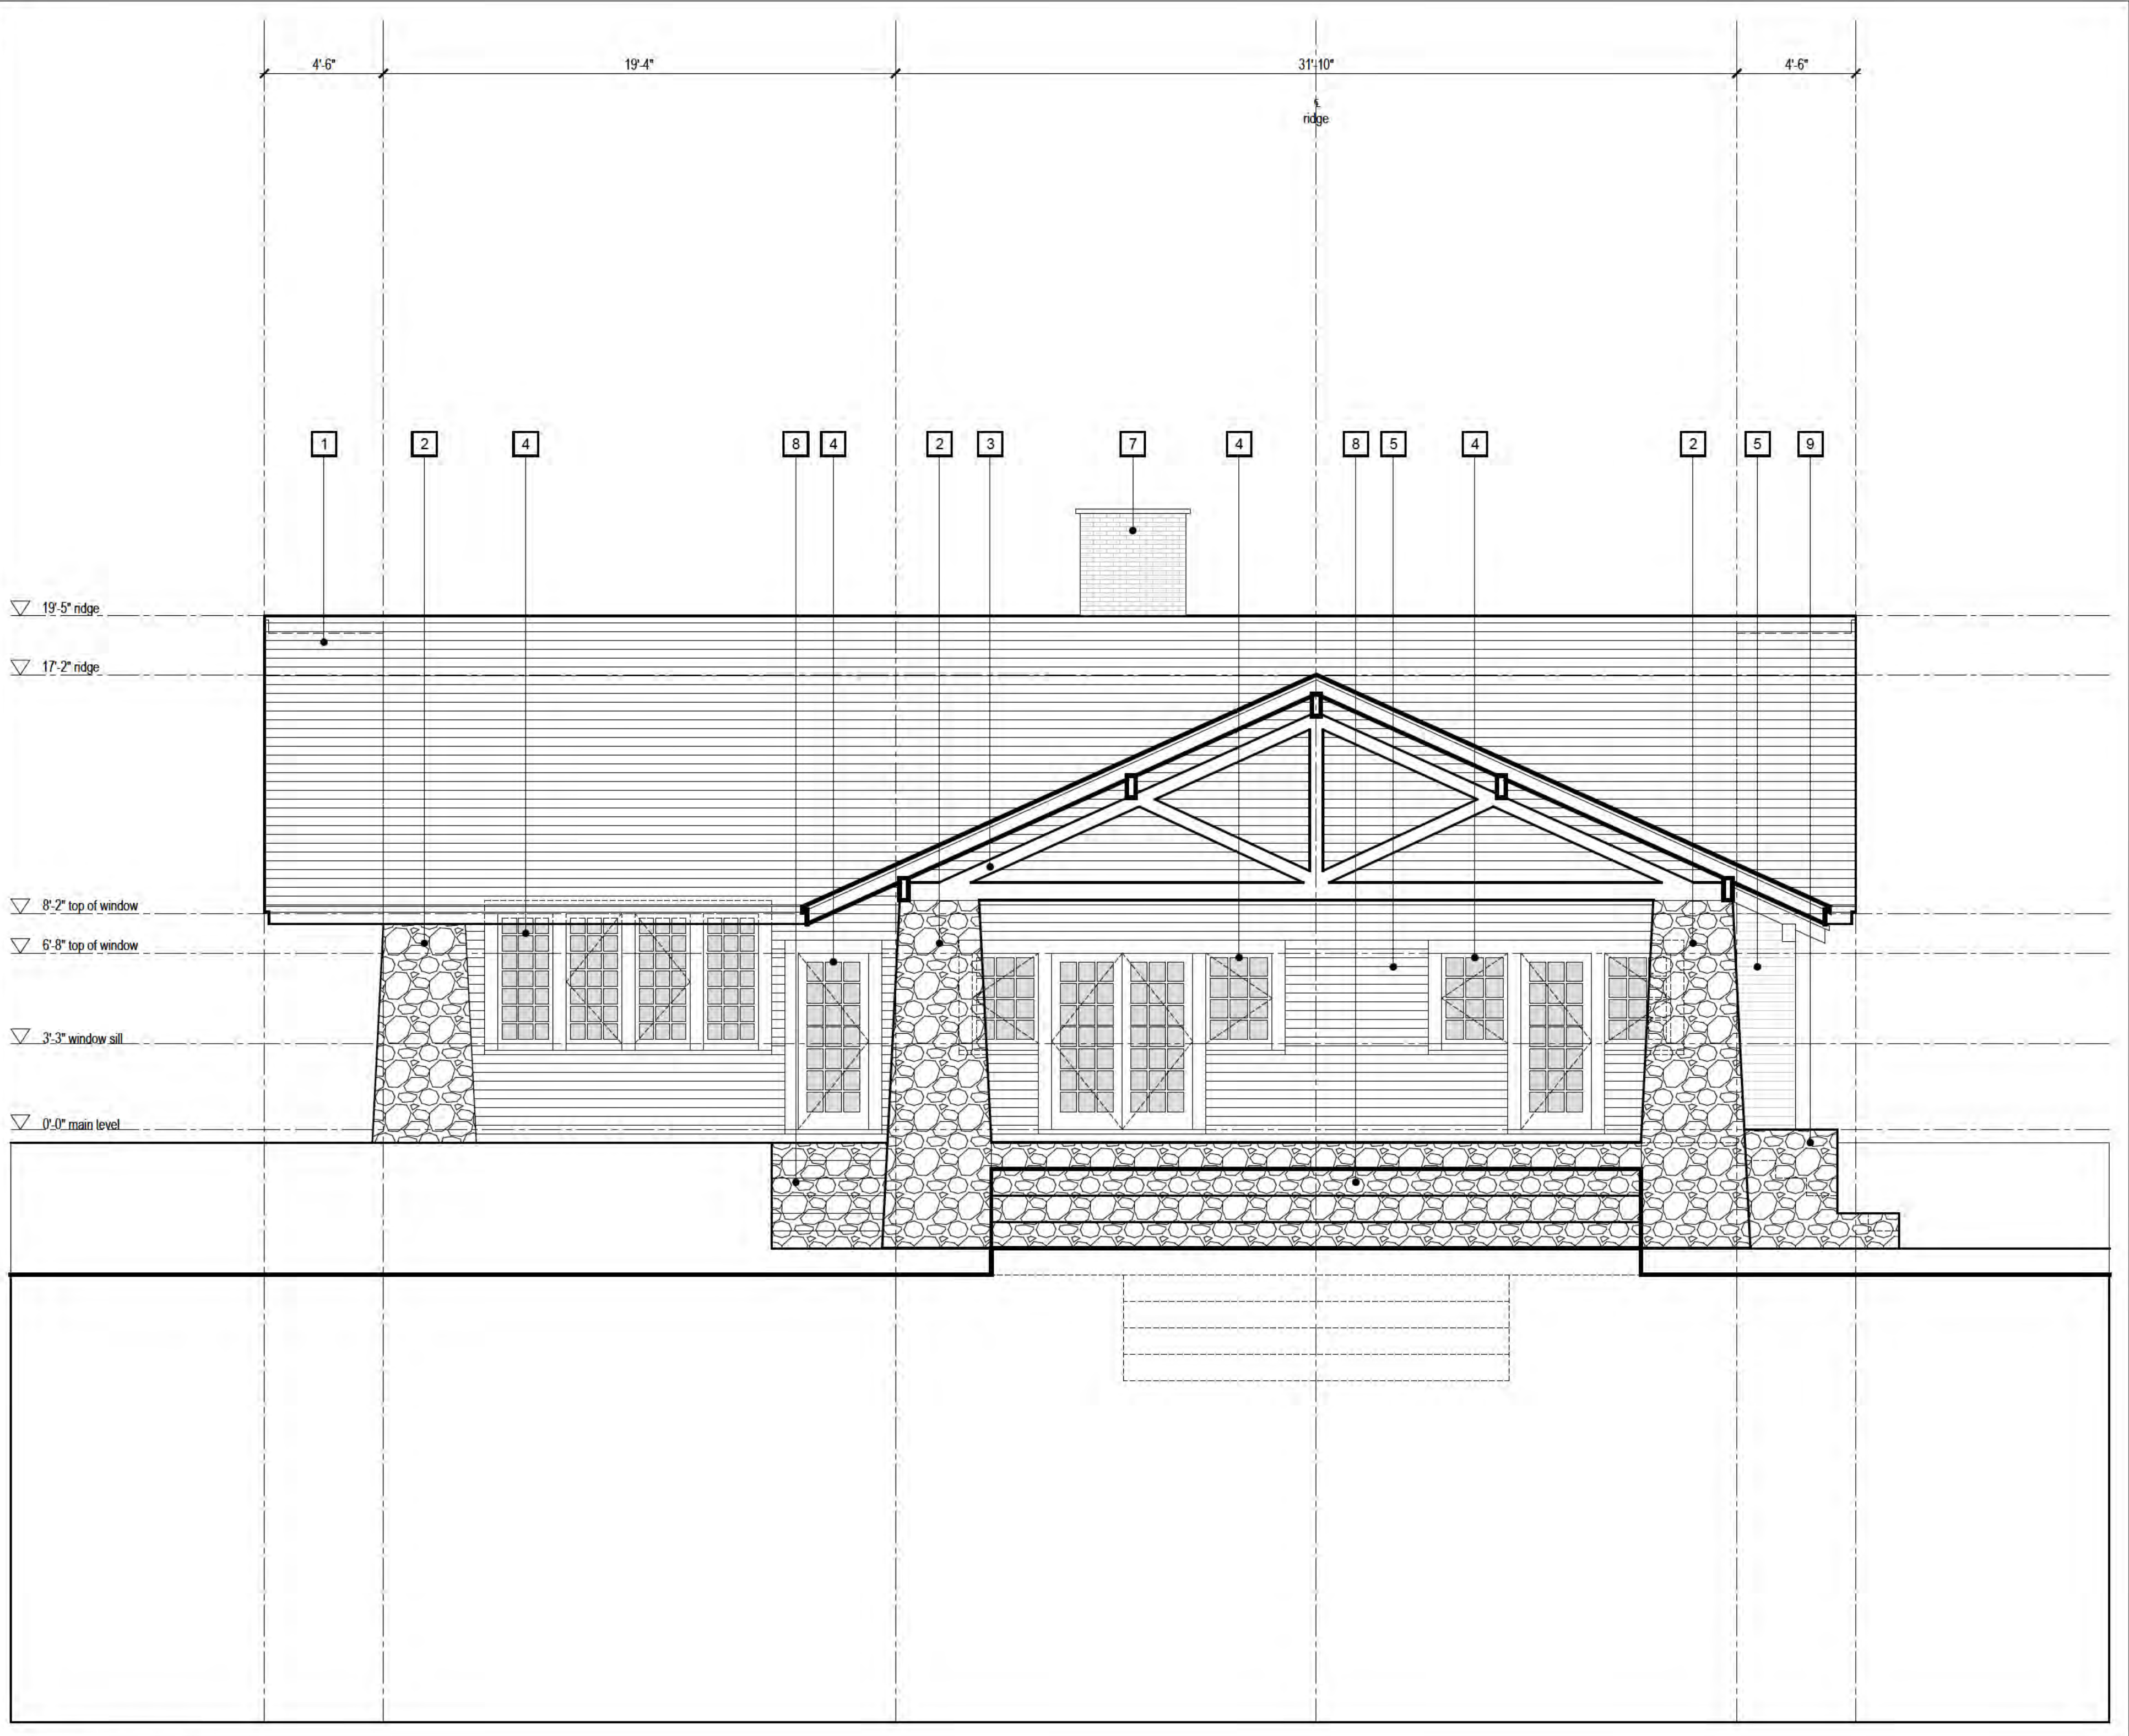 4'-6" 19'-4" 31'-10" 4'-6"
℄
ridge
1 2 4 8 4 2 3 7 4 8 5 4 2 5 9
19'-5" ridge
17'-2" ridge
8'-2" top of window
6'-8" top of window
3'-3" window sill
0'-0" main level